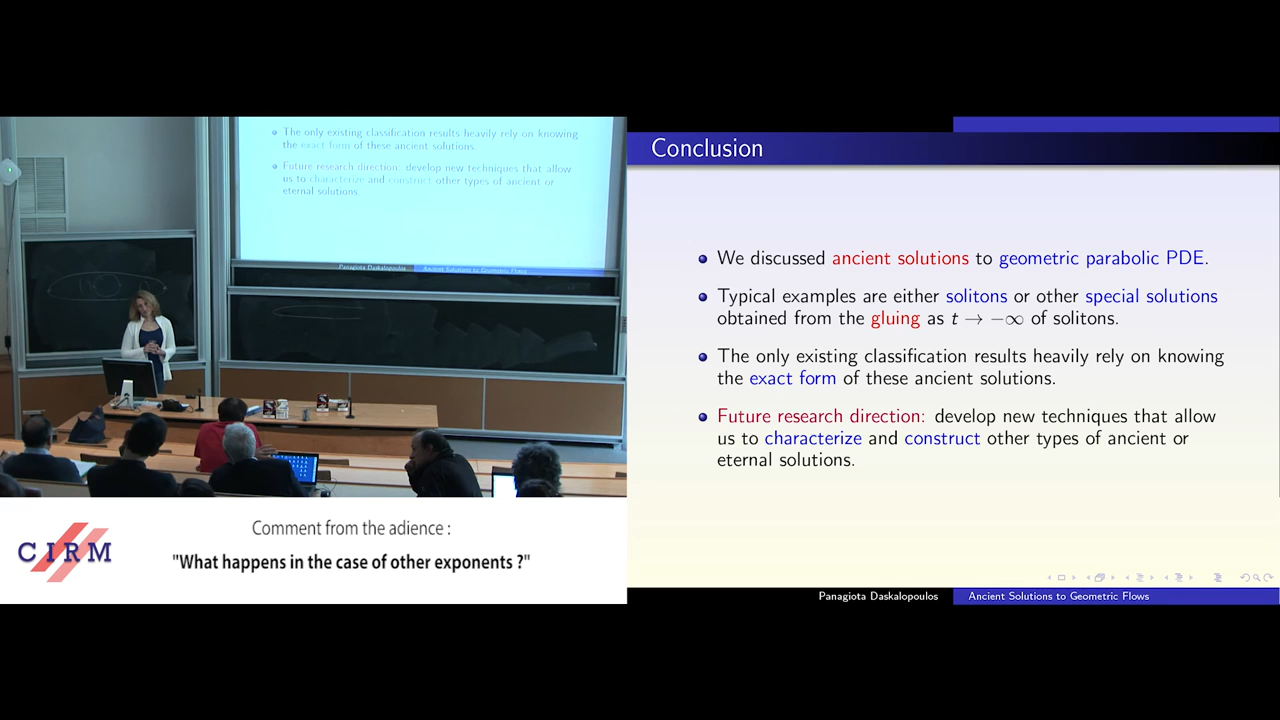 The only existing classification results heavily rely on knowing
the exact form of these ancient solutions.
Future research direction: develop new techniques that allow
us to characterize and construct other types of ancient or
eternal solutions.
Panagiota Daskalopoulos Ancient Solutions to Geometric Flows
CIRM
Comment from the adience :
"What happens in the case of other exponents ?"
Conclusion
We discussed ancient solutions to geometric parabolic PDE.
Typical examples are either solitons or other special solutions
obtained from the gluing as t → −∞ of solitons.
The only existing classification results heavily rely on knowing
the exact form of these ancient solutions.
Future research direction: develop new techniques that allow
us to characterize and construct other types of ancient or
eternal solutions.
Panagiota Daskalopoulos Ancient Solutions to Geometric Flows